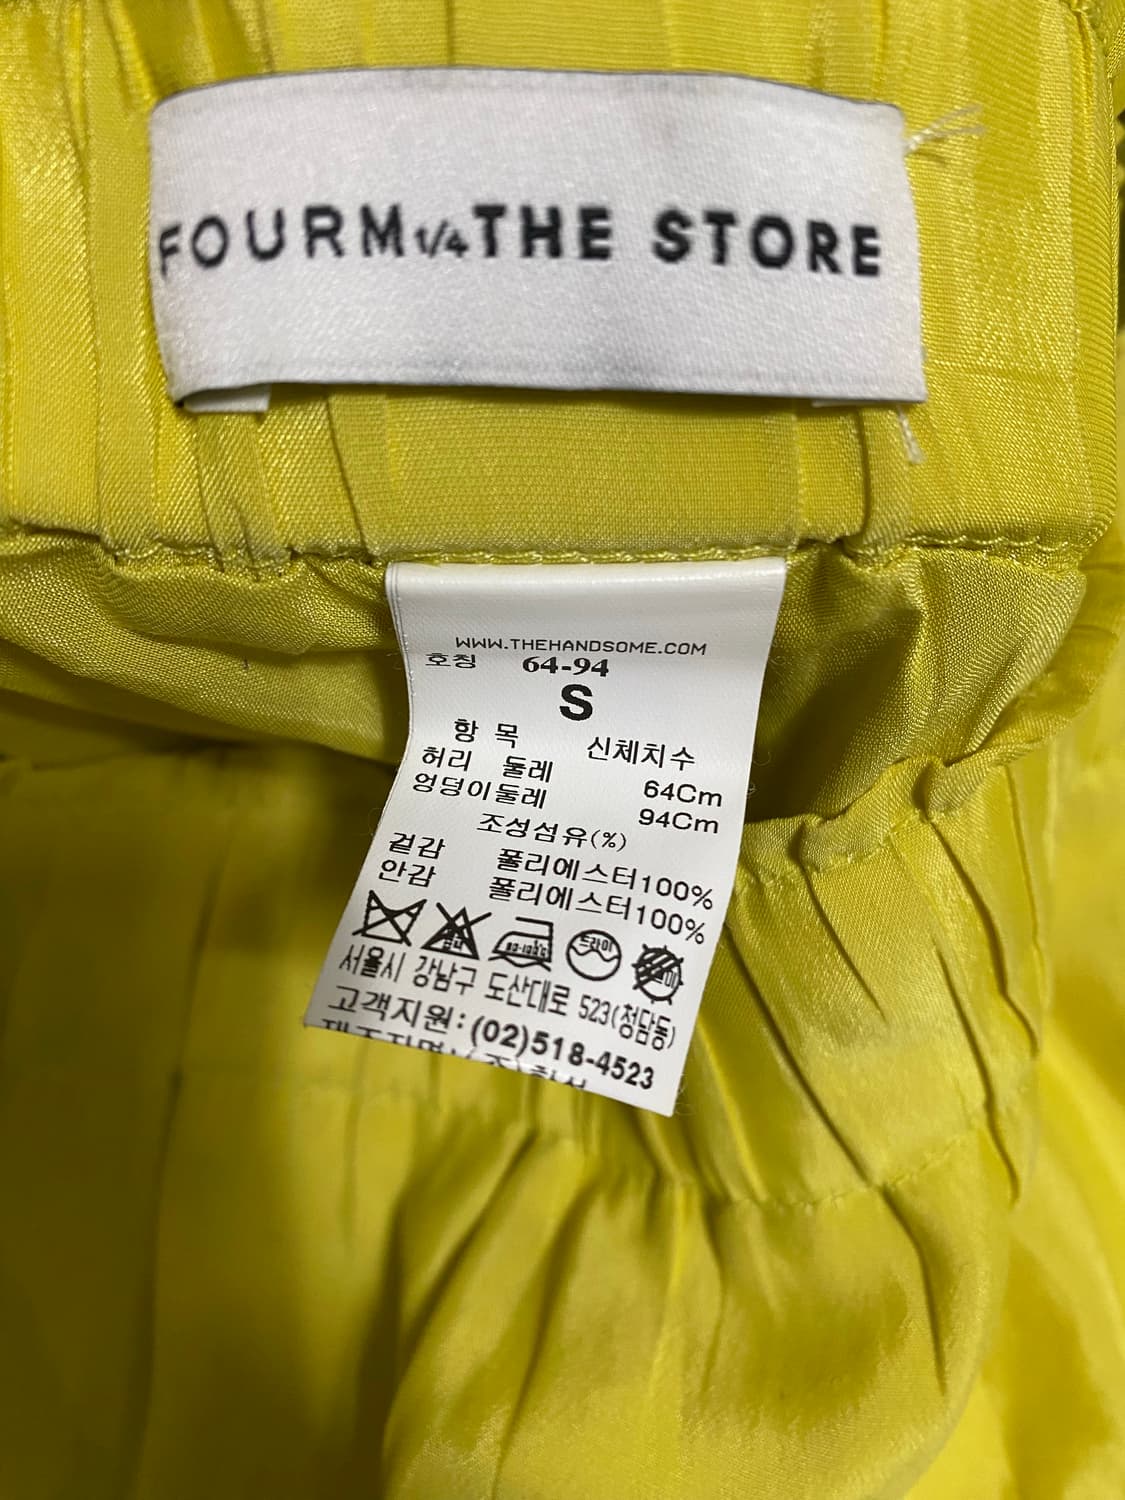 FOURM1/4THE STORE
WWW.THEHANDSOME.COM
호칭 64-94
S
항 목 신체치수
허리 둘레 64Cm
엉덩이둘레 94Cm
조성섬유(%)
겉감 폴리에스터100%
안감 폴리에스터100%
드라이
서울시 강남구 도산대로 523(청담동)
고객지원:(02)518-4523